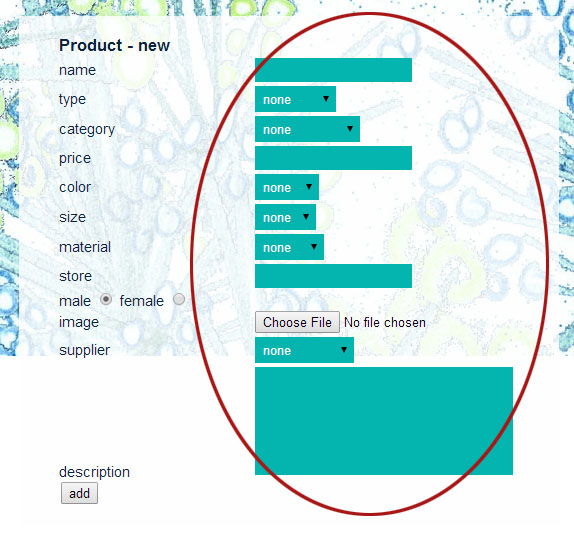 Product - new
name
type none
category none
price
color none
size none
material none
store
male female
image Choose File No file chosen
supplier none
description
add